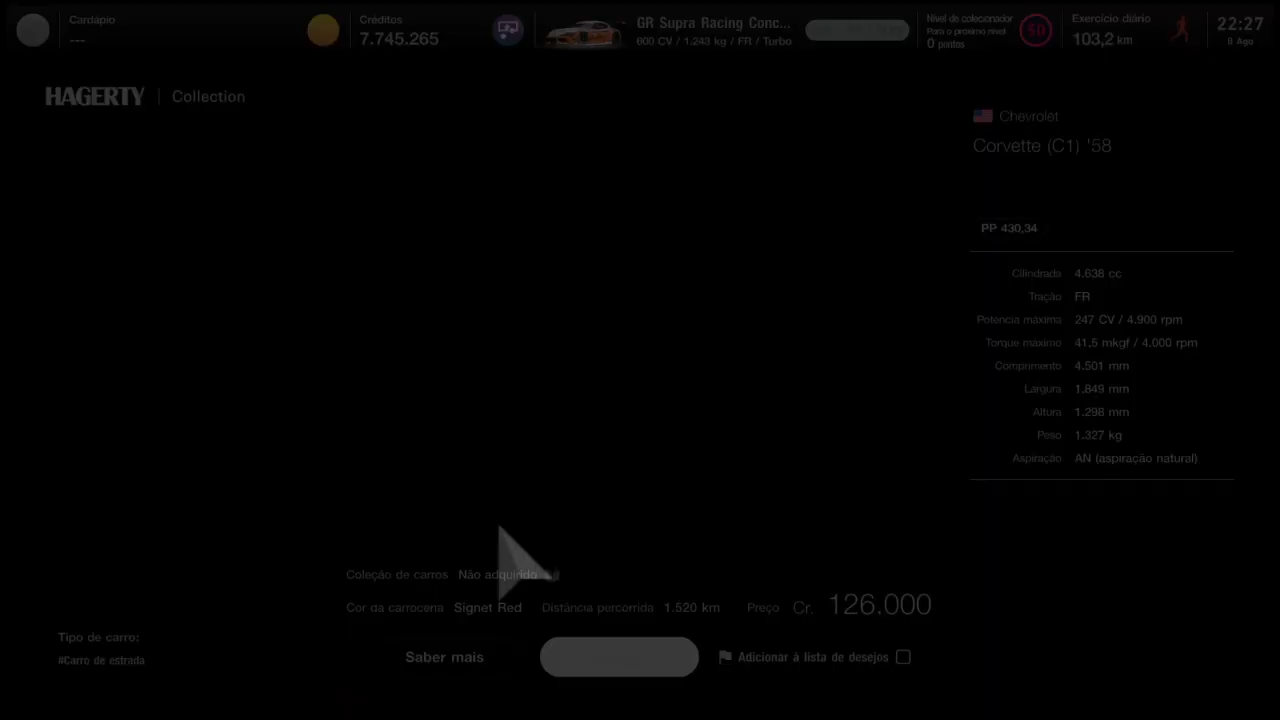 Cardápio
---
Créditos
7.745.265
GR Supra Racing Conc...
600 CV / 1.243 kg / FR / Turbo
Nível de colecionador
Para o próximo nível
0 pontos
50
Exercício diário
103,2 km
22:27
8 Ago
HAGERTY | Collection
Chevrolet
Corvette (C1) '58
PP 430,34
Cilindrada 4.638 cc
Tração FR
Potência máxima 247 CV / 4.900 rpm
Torque máximo 41,5 mkgf / 4.000 rpm
Comprimento 4.501 mm
Largura 1.849 mm
Altura 1.298 mm
Peso 1.327 kg
Aspiração AN (aspiração natural)
Coleção de carros Não adquirido
Cor da carroceria Signet Red Distância percorrida 1.520 km Preço Cr. 126.000
Tipo de carro:
#Carro de estrada
Saber mais
Adicionar à lista de desejos